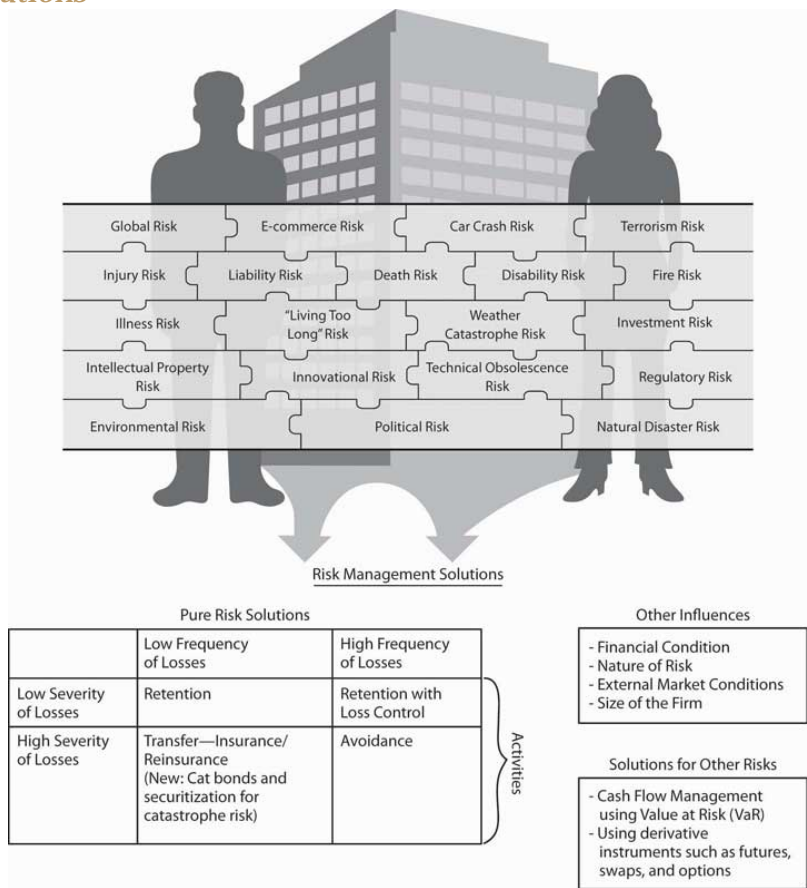 Global Risk E-commerce Risk Car Crash Risk Terrorism Risk
Injury Risk Liability Risk Death Risk Disability Risk Fire Risk
Illness Risk
"Living Too
Long" Risk
Weather
Catastrophe Risk
Investment Risk
Intellectual Property
Risk
Innovational Risk
Technical Obsolescence
Risk
Regulatory Risk
Environmental Risk Political Risk Natural Disaster Risk
Risk Management Solutions
Pure Risk Solutions
Low Frequency
of Losses
High Frequency
of Losses
Low Severity
of Losses
Retention
Retention with
Loss Control
High Severity
of Losses
Transfer—Insurance/
Reinsurance
(New: Cat bonds and
securitization for
catastrophe risk)
Avoidance
Activities
Other Influences
- Financial Condition
- Nature of Risk
- External Market Conditions
- Size of the Firm
Solutions for Other Risks
- Cash Flow Management
using Value at Risk (VaR)
- Using derivative
instruments such as futures,
swaps, and options